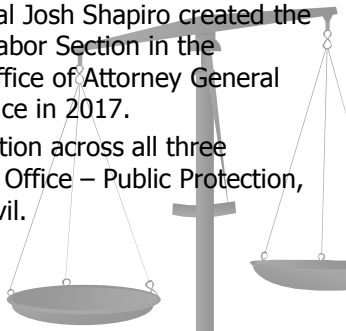 al Josh Shapiro created the
abor Section in the
ffice of Attorney General
ce in 2017.
tion across all three
Office – Public Protection,
vil.